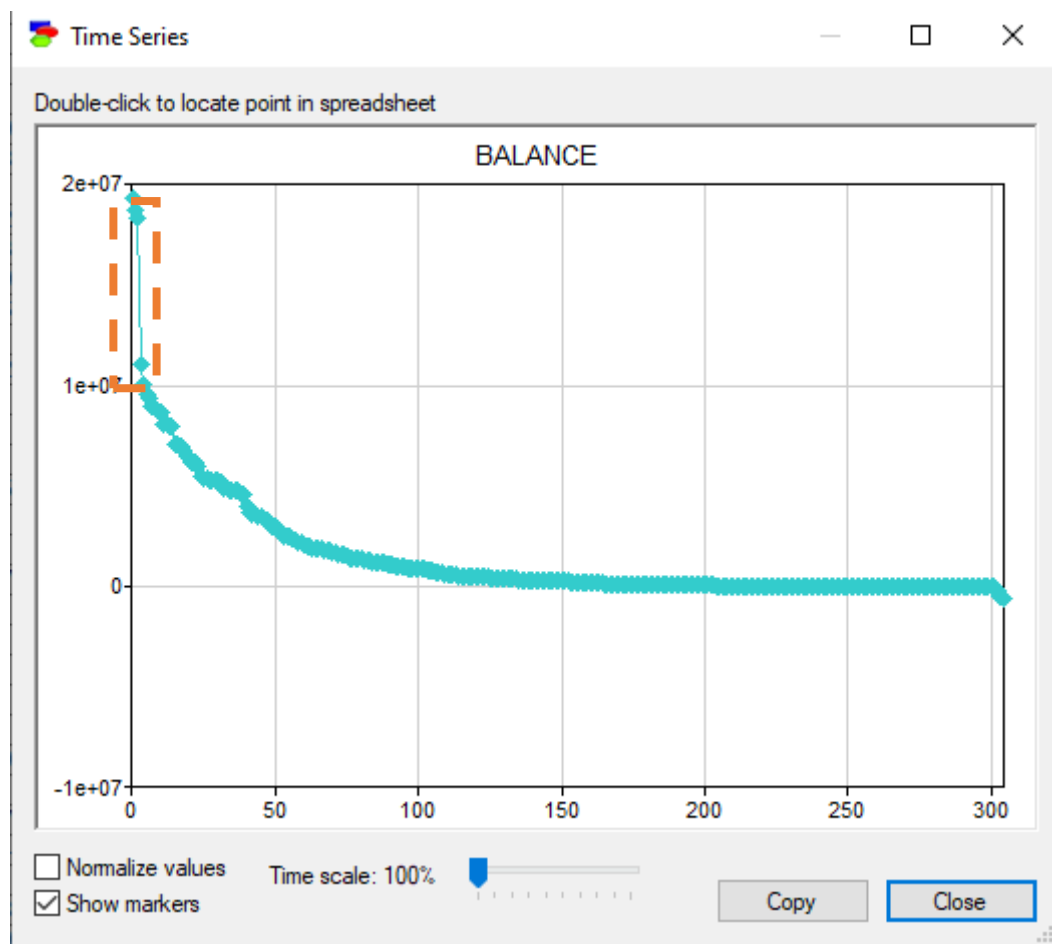 Time Series
Double-click to locate point in spreadsheet
BALANCE
2e+07
1e+07
0
-1e+07
0 50 100 150 200 250 300
Normalize values
Time scale: 100%
Show markers
Copy
Close